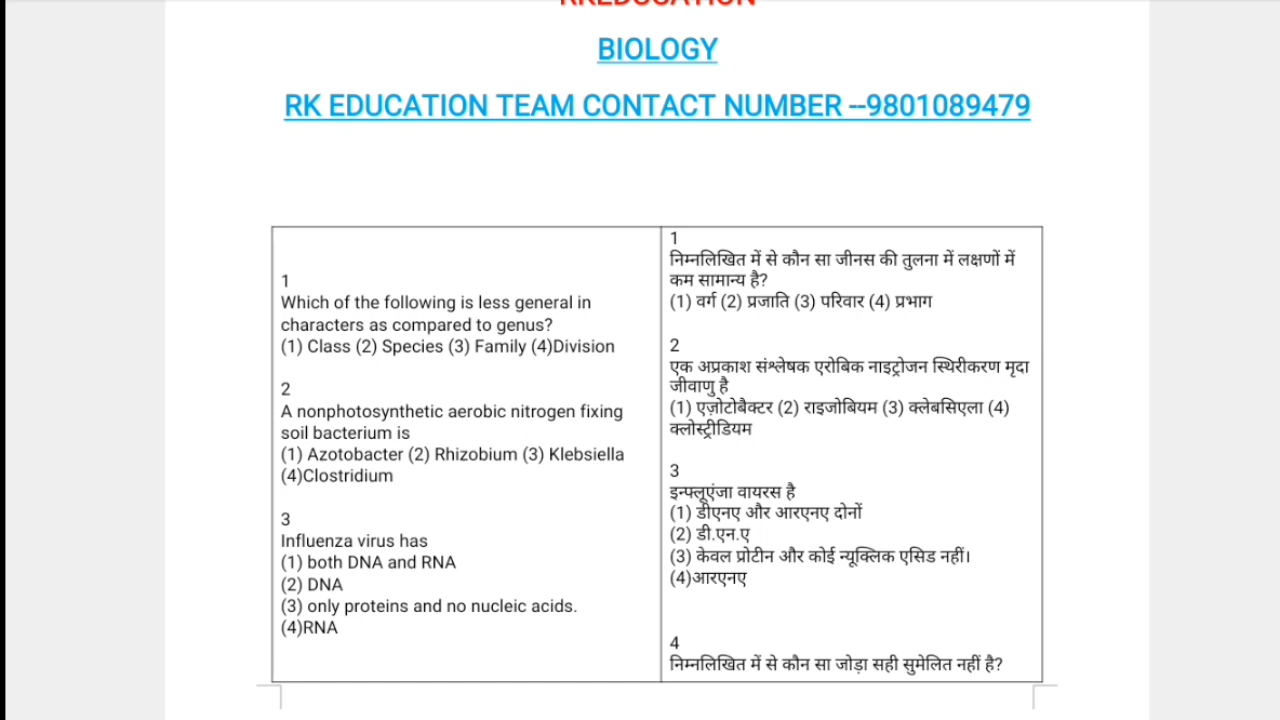 RKEDUCATION
BIOLOGY
RK EDUCATION TEAM CONTACT NUMBER --9801089479
1
Which of the following is less general in
characters as compared to genus?
(1) Class (2) Species (3) Family (4)Division
2
A nonphotosynthetic aerobic nitrogen fixing
soil bacterium is
(1) Azotobacter (2) Rhizobium (3) Klebsiella
(4)Clostridium
3
Influenza virus has
(1) both DNA and RNA
(2) DNA
(3) only proteins and no nucleic acids.
(4)RNA
1
निम्नलिखित में से कौन सा जीनस की तुलना में लक्षणों में
कम सामान्य है?
(1) वर्ग (2) प्रजाति (3) परिवार (4) प्रभाग
2
एक अप्रकाश संश्लेषक एरोबिक नाइट्रोजन स्थिरीकरण मृदा
जीवाणु है
(1) एज़ोटोबैक्टर (2) राइजोबियम (3) क्लेबसिएला (4)
क्लोस्ट्रीडियम
3
इन्फ्लूएंजा वायरस है
(1) डीएनए और आरएनए दोनों
(2) डी.एन.ए
(3) केवल प्रोटीन और कोई न्यूक्लिक एसिड नहीं।
(4)आरएनए
4
निम्नलिखित में से कौन सा जोड़ा सही सुमेलित नहीं है?